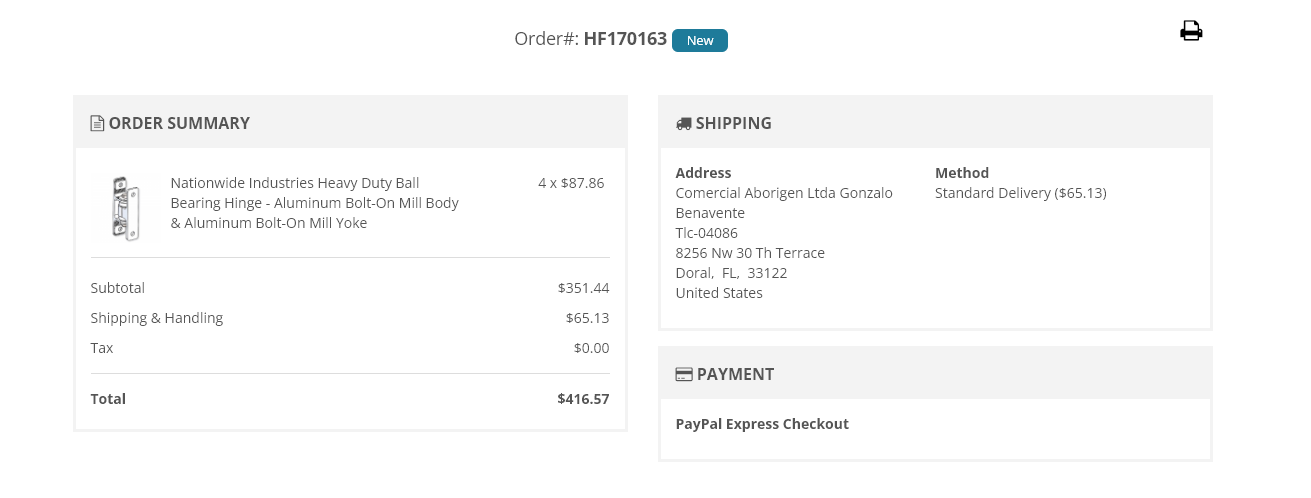 Order#: HF170163 New
ORDER SUMMARY
Nationwide Industries Heavy Duty Ball
Bearing Hinge - Aluminum Bolt-On Mill Body
& Aluminum Bolt-On Mill Yoke
4 x $87.86
Subtotal $351.44
Shipping & Handling $65.13
Tax $0.00
Total $416.57
SHIPPING
Address
Comercial Aborigen Ltda Gonzalo
Benavente
Tlc-04086
8256 Nw 30 Th Terrace
Doral, FL, 33122
United States
Method
Standard Delivery ($65.13)
PAYMENT
PayPal Express Checkout